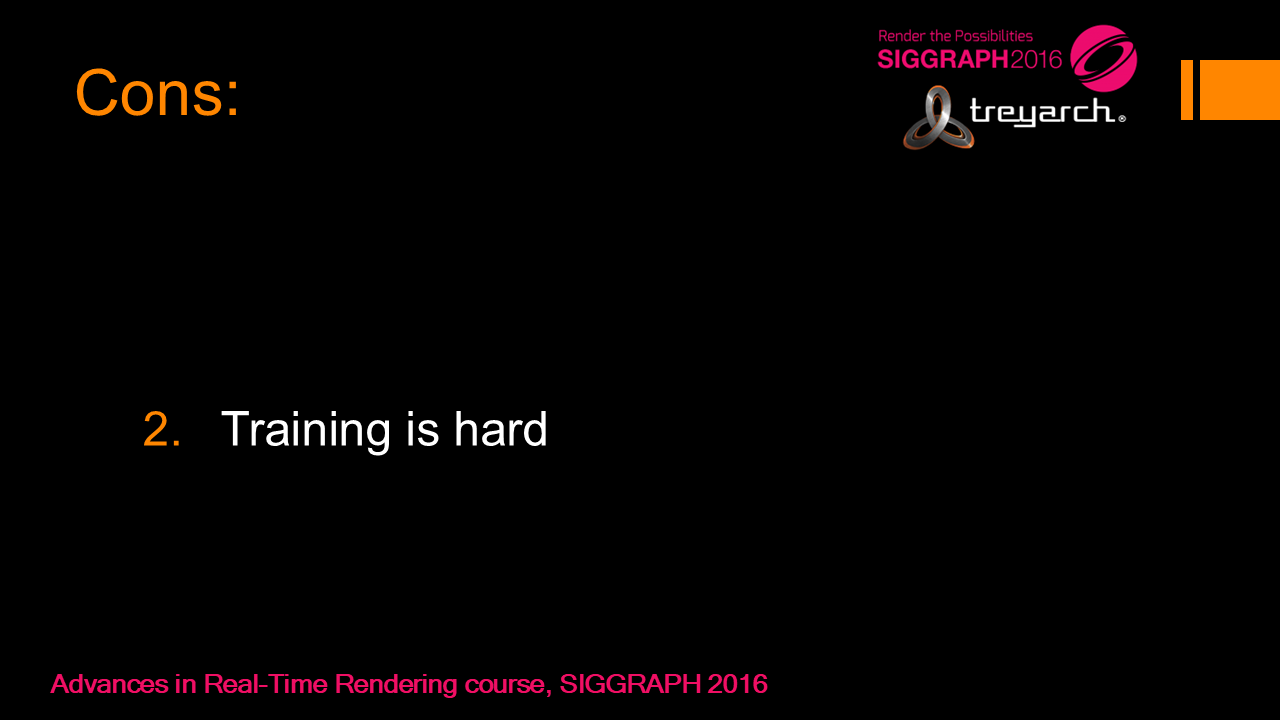 Render the Possibilities
SIGGRAPH2016
Cons:
treyarch®
2. Training is hard
Advances in Real-Time Rendering course, SIGGRAPH 2016